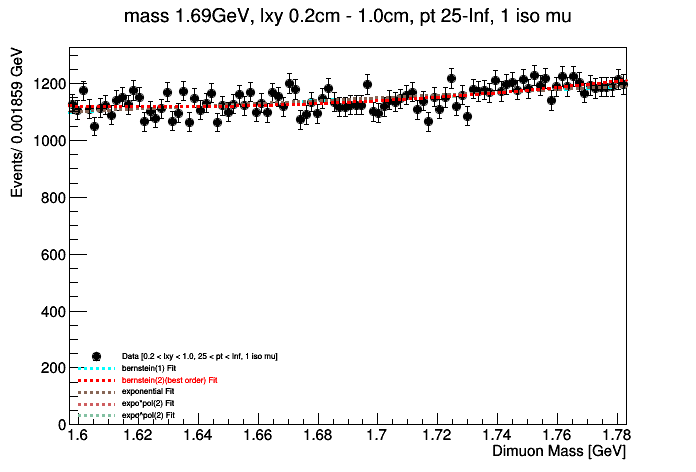 mass 1.69GeV, lxy 0.2cm - 1.0cm, pt 25-Inf, 1 iso mu
Events/ 0.001859 GeV
1200
1000
800
600
400
200
0
Data [0.2 < lxy < 1.0, 25 < pt < Inf, 1 iso mu]
bernstein(1) Fit
bernstein(2)(best order) Fit
exponential Fit
expo*pol(2) Fit
expo^pol(2) Fit
1.6 1.62 1.64 1.66 1.68 1.7 1.72 1.74 1.76 1.78
Dimuon Mass [GeV]